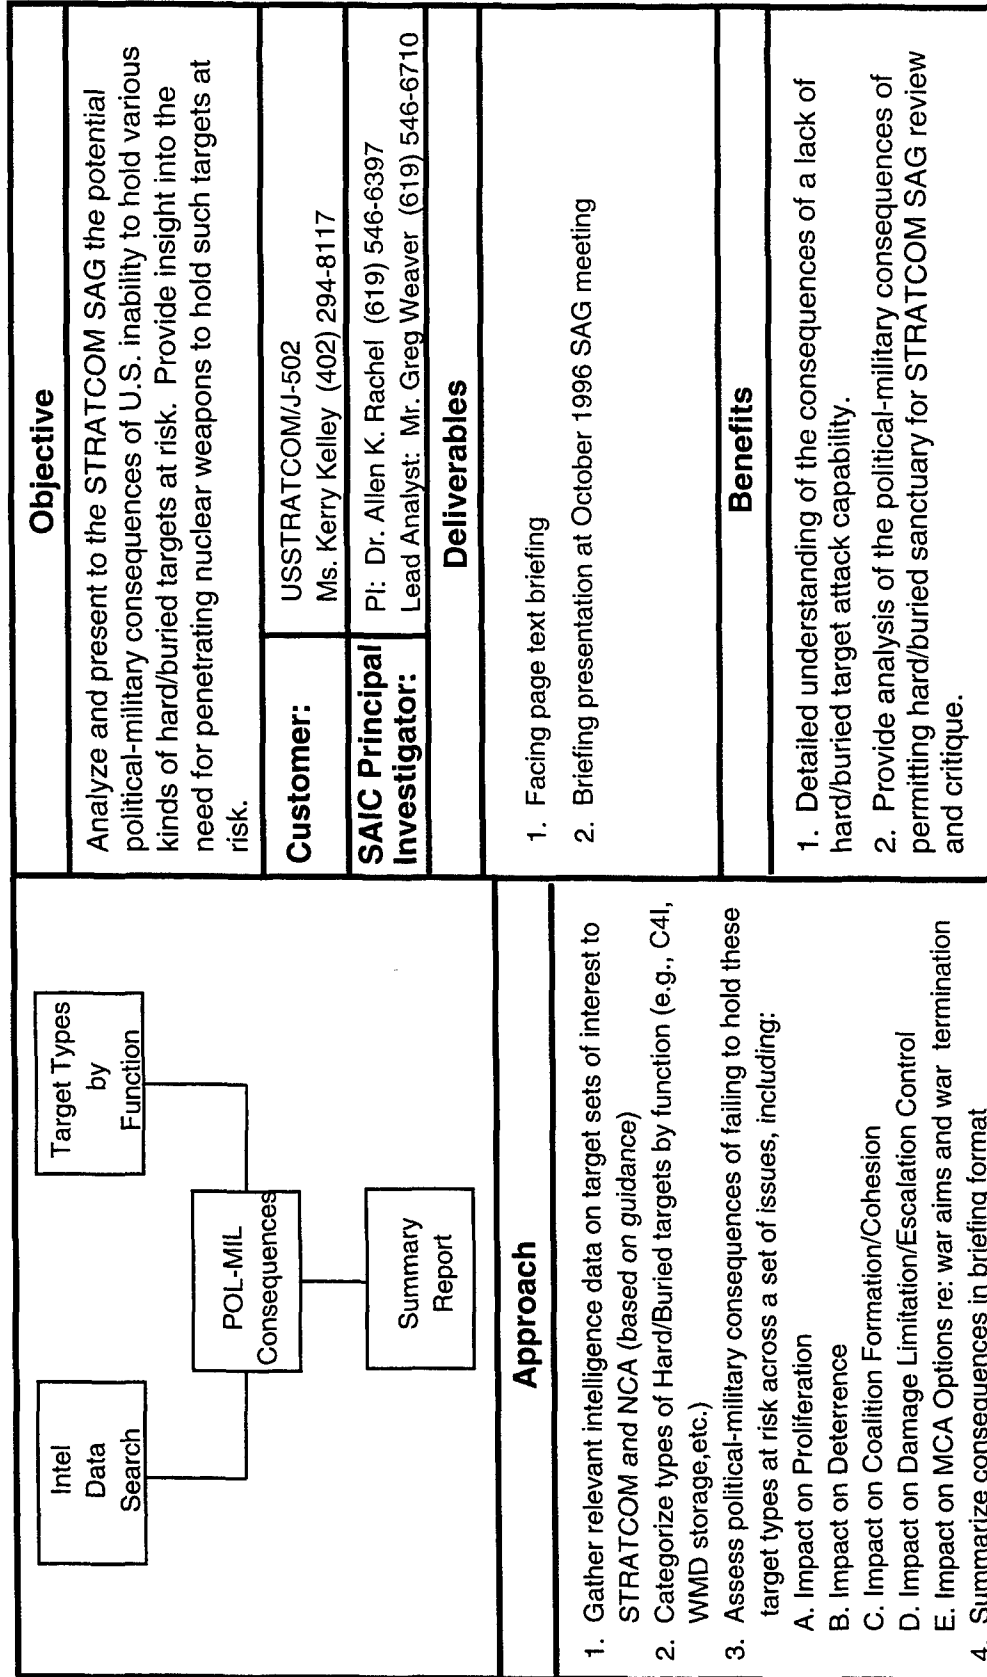 Intel
Data
Search
Target Types
by
Function
POL-MIL
Consequences
Summary
Report
Approach
1. Gather relevant intelligence data on target sets of interest to
STRATCOM and NCA (based on guidance)
2. Categorize types of Hard/Buried targets by function (e.g., C4I,
WMD storage,etc.)
3. Assess political-military consequences of failing to hold these
target types at risk across a set of issues, including:
A. Impact on Proliferation
B. Impact on Deterrence
C. Impact on Coalition Formation/Cohesion
D. Impact on Damage Limitation/Escalation Control
E. Impact on MCA Options re: war aims and war termination
4. Summarize consequences in briefing format
Objective
Analyze and present to the STRATCOM SAG the potential
political-military consequences of U.S. inability to hold various
kinds of hard/buried targets at risk. Provide insight into the
need for penetrating nuclear weapons to hold such targets at
risk.
Customer:
USSTRATCOM/J-502
Ms. Kerry Kelley (402) 294-8117
SAIC Principal
Investigator:
PI: Dr. Allen K. Rachel (619) 546-6397
Lead Analyst: Mr. Greg Weaver (619) 546-6710
Deliverables
1. Facing page text briefing
2. Briefing presentation at October 1996 SAG meeting
Benefits
1. Detailed understanding of the consequences of a lack of
hard/buried target attack capability.
2. Provide analysis of the political-military consequences of
permitting hard/buried sanctuary for STRATCOM SAG review
and critique.